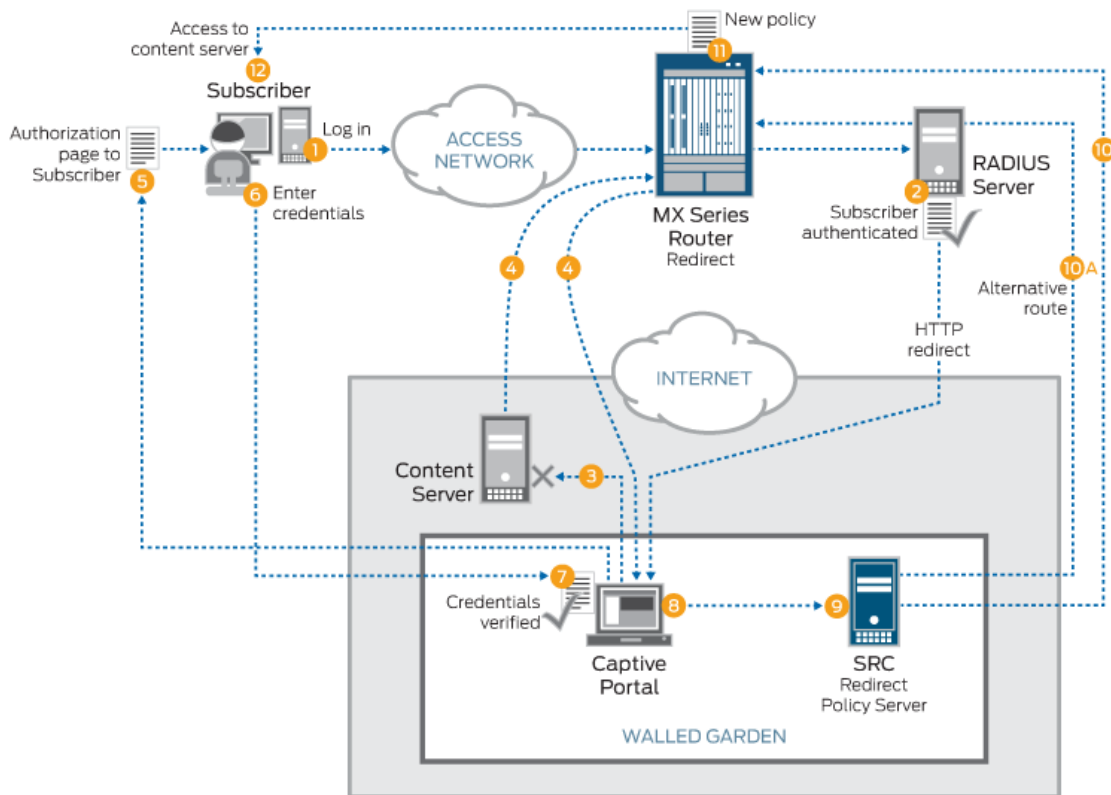 New policy
11
Access to
content server
12
Subscriber
Log in
1
ACCESS
NETWORK
Authorization
page to
Subscriber
5
6
Enter
credentials
MX Series
Router
Redirect
2
RADIUS
Server
Subscriber
authenticated
10
4
4
10 A
Alternative
route
HTTP
redirect
INTERNET
Content
Server
3
7
Credentials
verified
8
9
Captive
Portal
SRC
Redirect
Policy Server
WALLED GARDEN